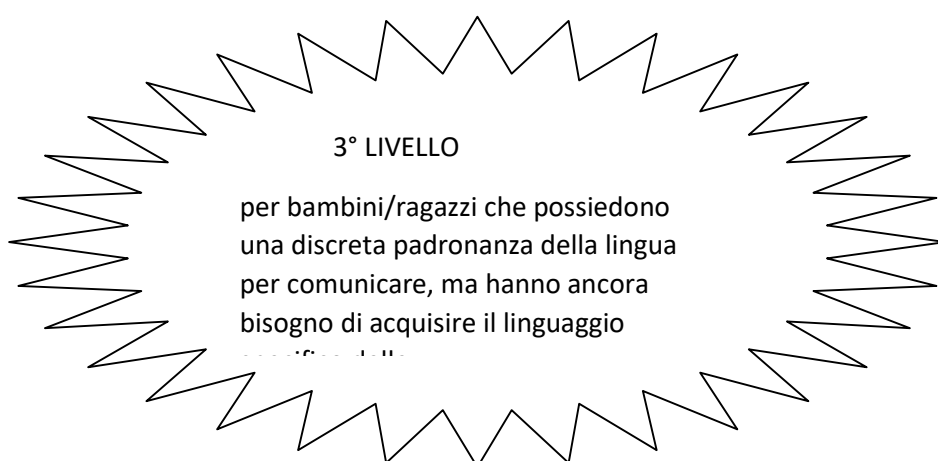 3° LIVELLO
per bambini/ragazzi che possiedono
una discreta padronanza della lingua
per comunicare, ma hanno ancora
bisogno di acquisire il linguaggio